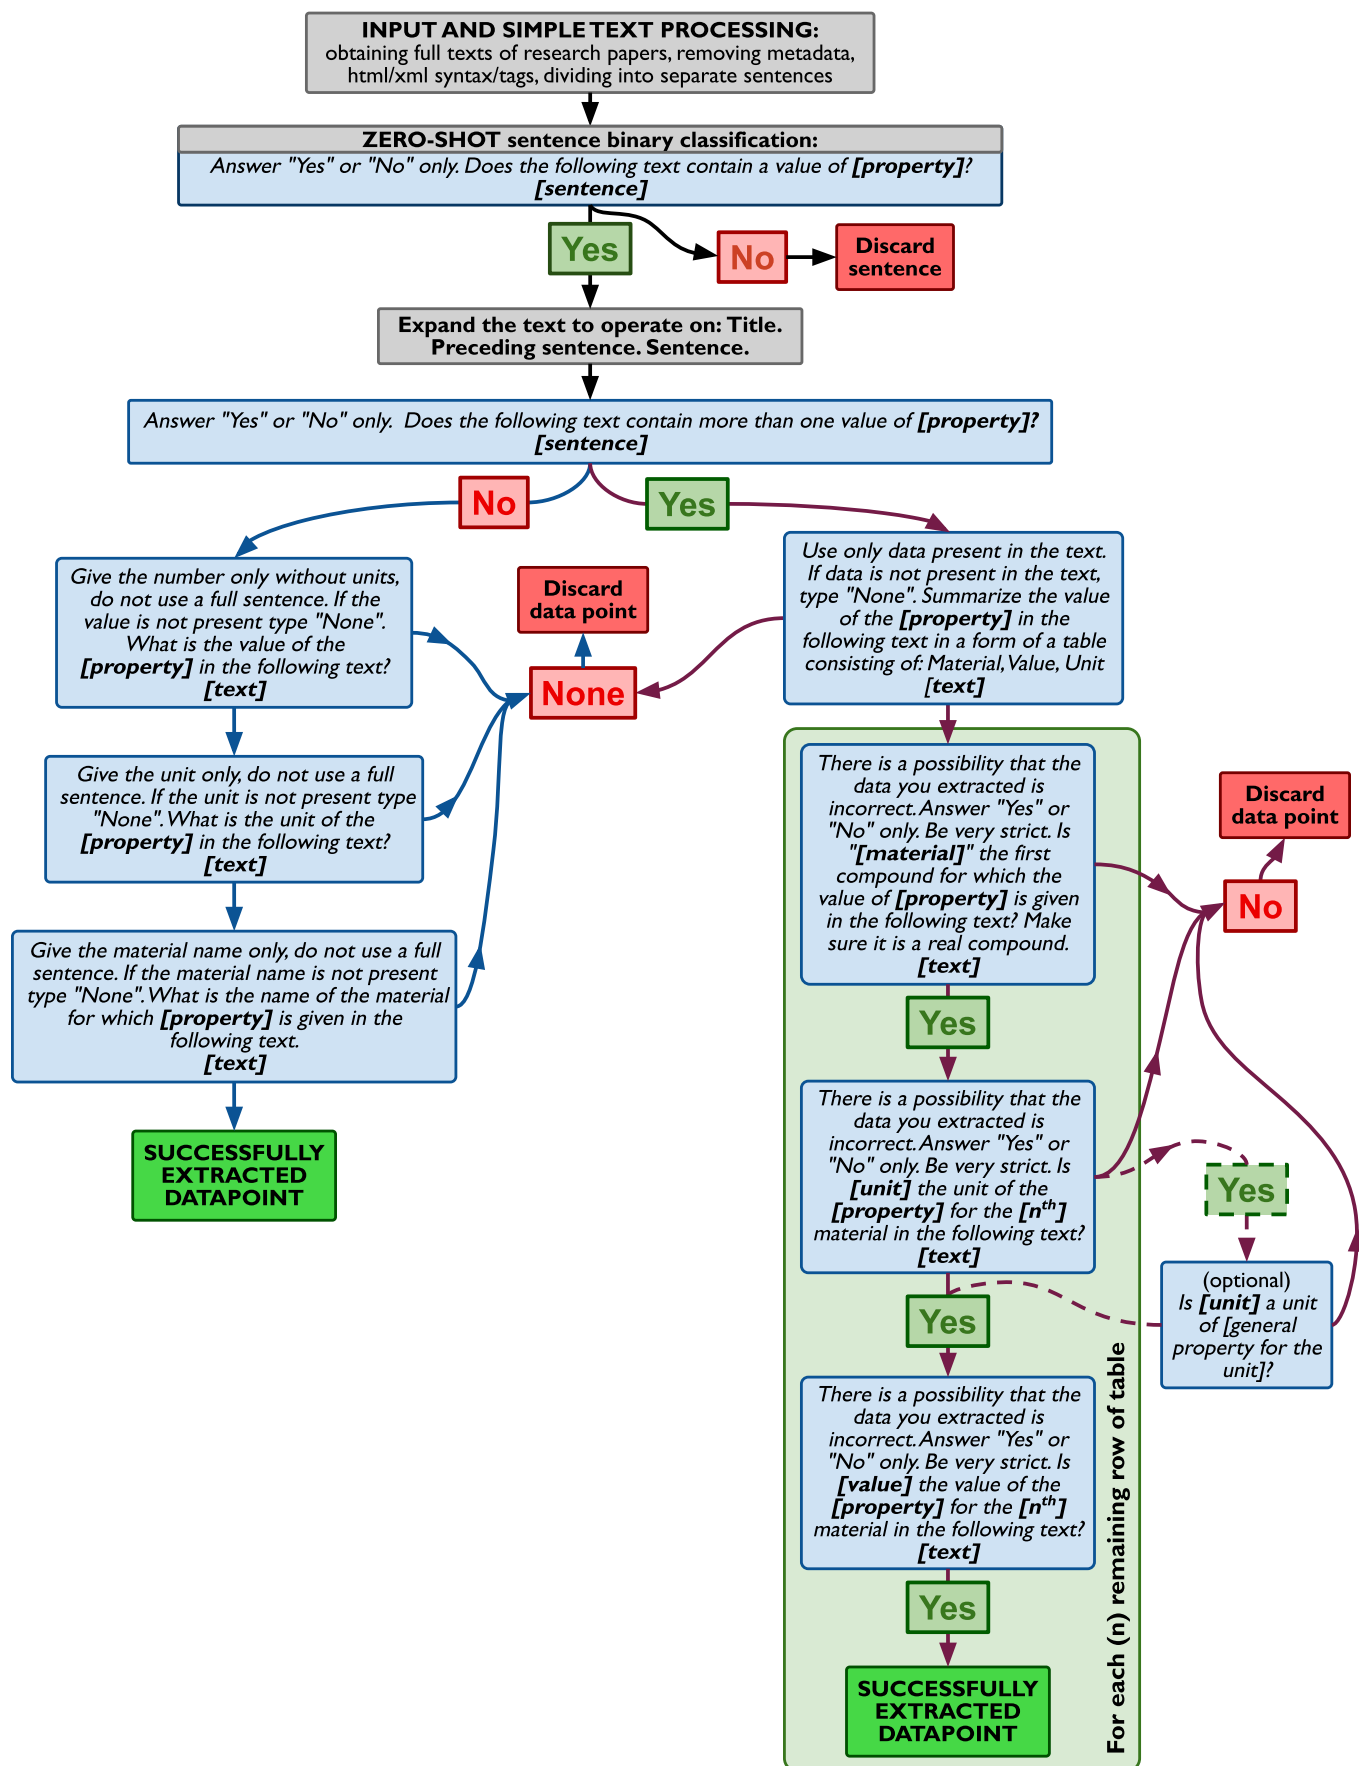 INPUT AND SIMPLE TEXT PROCESSING:
obtaining full texts of research papers, removing metadata,
html/xml syntax/tags, dividing into separate sentences
ZERO-SHOT sentence binary classification:
Answer "Yes" or "No" only. Does the following text contain a value of [property]?
[sentence]
Yes
No
Discard
sentence
Expand the text to operate on: Title.
Preceding sentence. Sentence.
Answer "Yes" or "No" only.  Does the following text contain more than one value of [property]?
[sentence]
No
Yes
Give the number only without units,
do not use a full sentence. If the
value is not present type "None".
What is the value of the
[property] in the following text?
[text]
Discard
data point
None
Use only data present in the text.
If data is not present in the text,
type "None". Summarize the value
of the [property] in the
following text in a form of a table
consisting of: Material, Value, Unit
[text]
Give the unit only, do not use a full
sentence. If the unit is not present type
"None". What is the unit of the
[property] in the following text?
[text]
Give the material name only, do not use a full
sentence. If the material name is not present
type "None". What is the name of the material
for which [property] is given in the
following text.
[text]
SUCCESSFULLY
EXTRACTED
DATAPOINT
There is a possibility that the
data you extracted is
incorrect. Answer "Yes" or
"No" only. Be very strict. Is
"[material]" the first
compound for which the
value of [property] is given
in the following text? Make
sure it is a real compound.
[text]
Discard
data point
No
Yes
There is a possibility that the
data you extracted is
incorrect. Answer "Yes" or
"No" only. Be very strict. Is
[unit] the unit of the
[property] for the [nth]
material in the following text?
[text]
Yes
(optional)
Is [unit] a unit
of [general
property for the
unit]?
Yes
There is a possibility that the
data you extracted is
incorrect. Answer "Yes" or
"No" only. Be very strict. Is
[value] the value of the
[property] for the [nth]
material in the following text?
[text]
Yes
SUCCESSFULLY
EXTRACTED
DATAPOINT
For each (n) remaining row of table